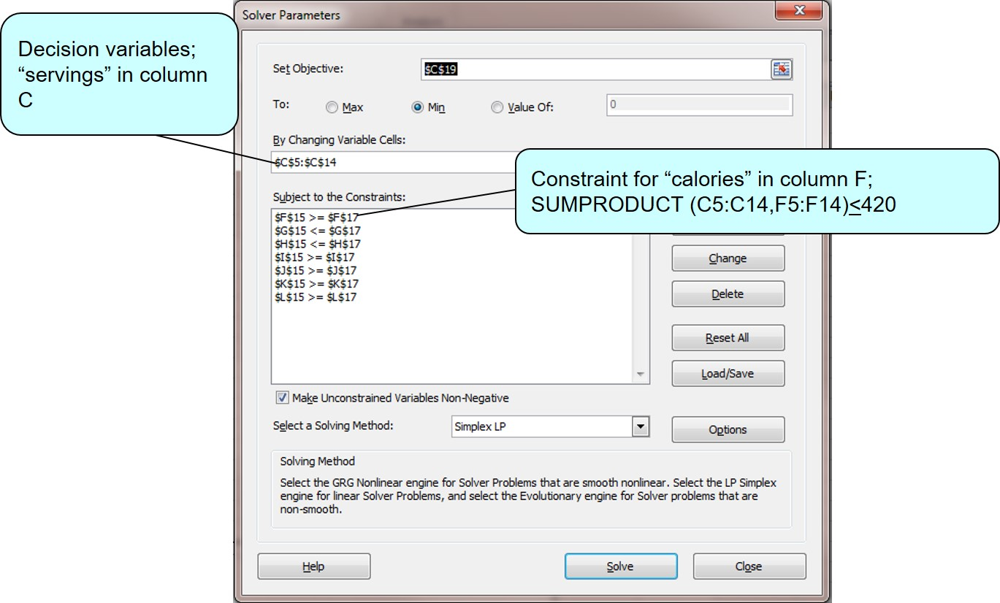 Solver Parameters
Decision variables;
“servings” in column
C
Set Objective:
$C$19
To:
Max
Min
Value Of:
0
By Changing Variable Cells:
$C$5:$C$14
Constraint for “calories” in column F;
SUMPRODUCT (C5:C14,F5:F14)<420
Subject to the Constraints:
$F$15 >= $F$17
$G$15 <= $G$17
$H$15 <= $H$17
$I$15 >= $I$17
$J$15 >= $J$17
$K$15 >= $K$17
$L$15 >= $L$17
Change
Delete
Reset All
Load/Save
Make Unconstrained Variables Non-Negative
Select a Solving Method:
Simplex LP
Options
Solving Method
Select the GRG Nonlinear engine for Solver Problems that are smooth nonlinear. Select the LP Simplex
engine for linear Solver Problems, and select the Evolutionary engine for Solver problems that are
non-smooth.
Help
Solve
Close